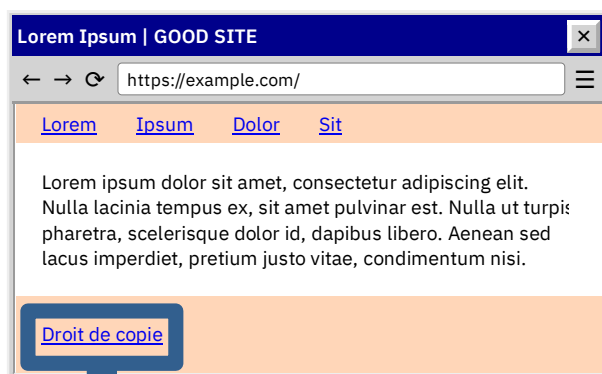 Lorem Ipsum | GOOD SITE
https://example.com/
Lorem Ipsum Dolor Sit
Lorem ipsum dolor sit amet, consectetur adipiscing elit.
Nulla lacinia tempus ex, sit amet pulvinar est. Nulla ut turpis
pharetra, scelerisque dolor id, dapibus libero. Aenean sed
lacus imperdiet, pretium justo vitae, condimentum nisi.
Droit de copie